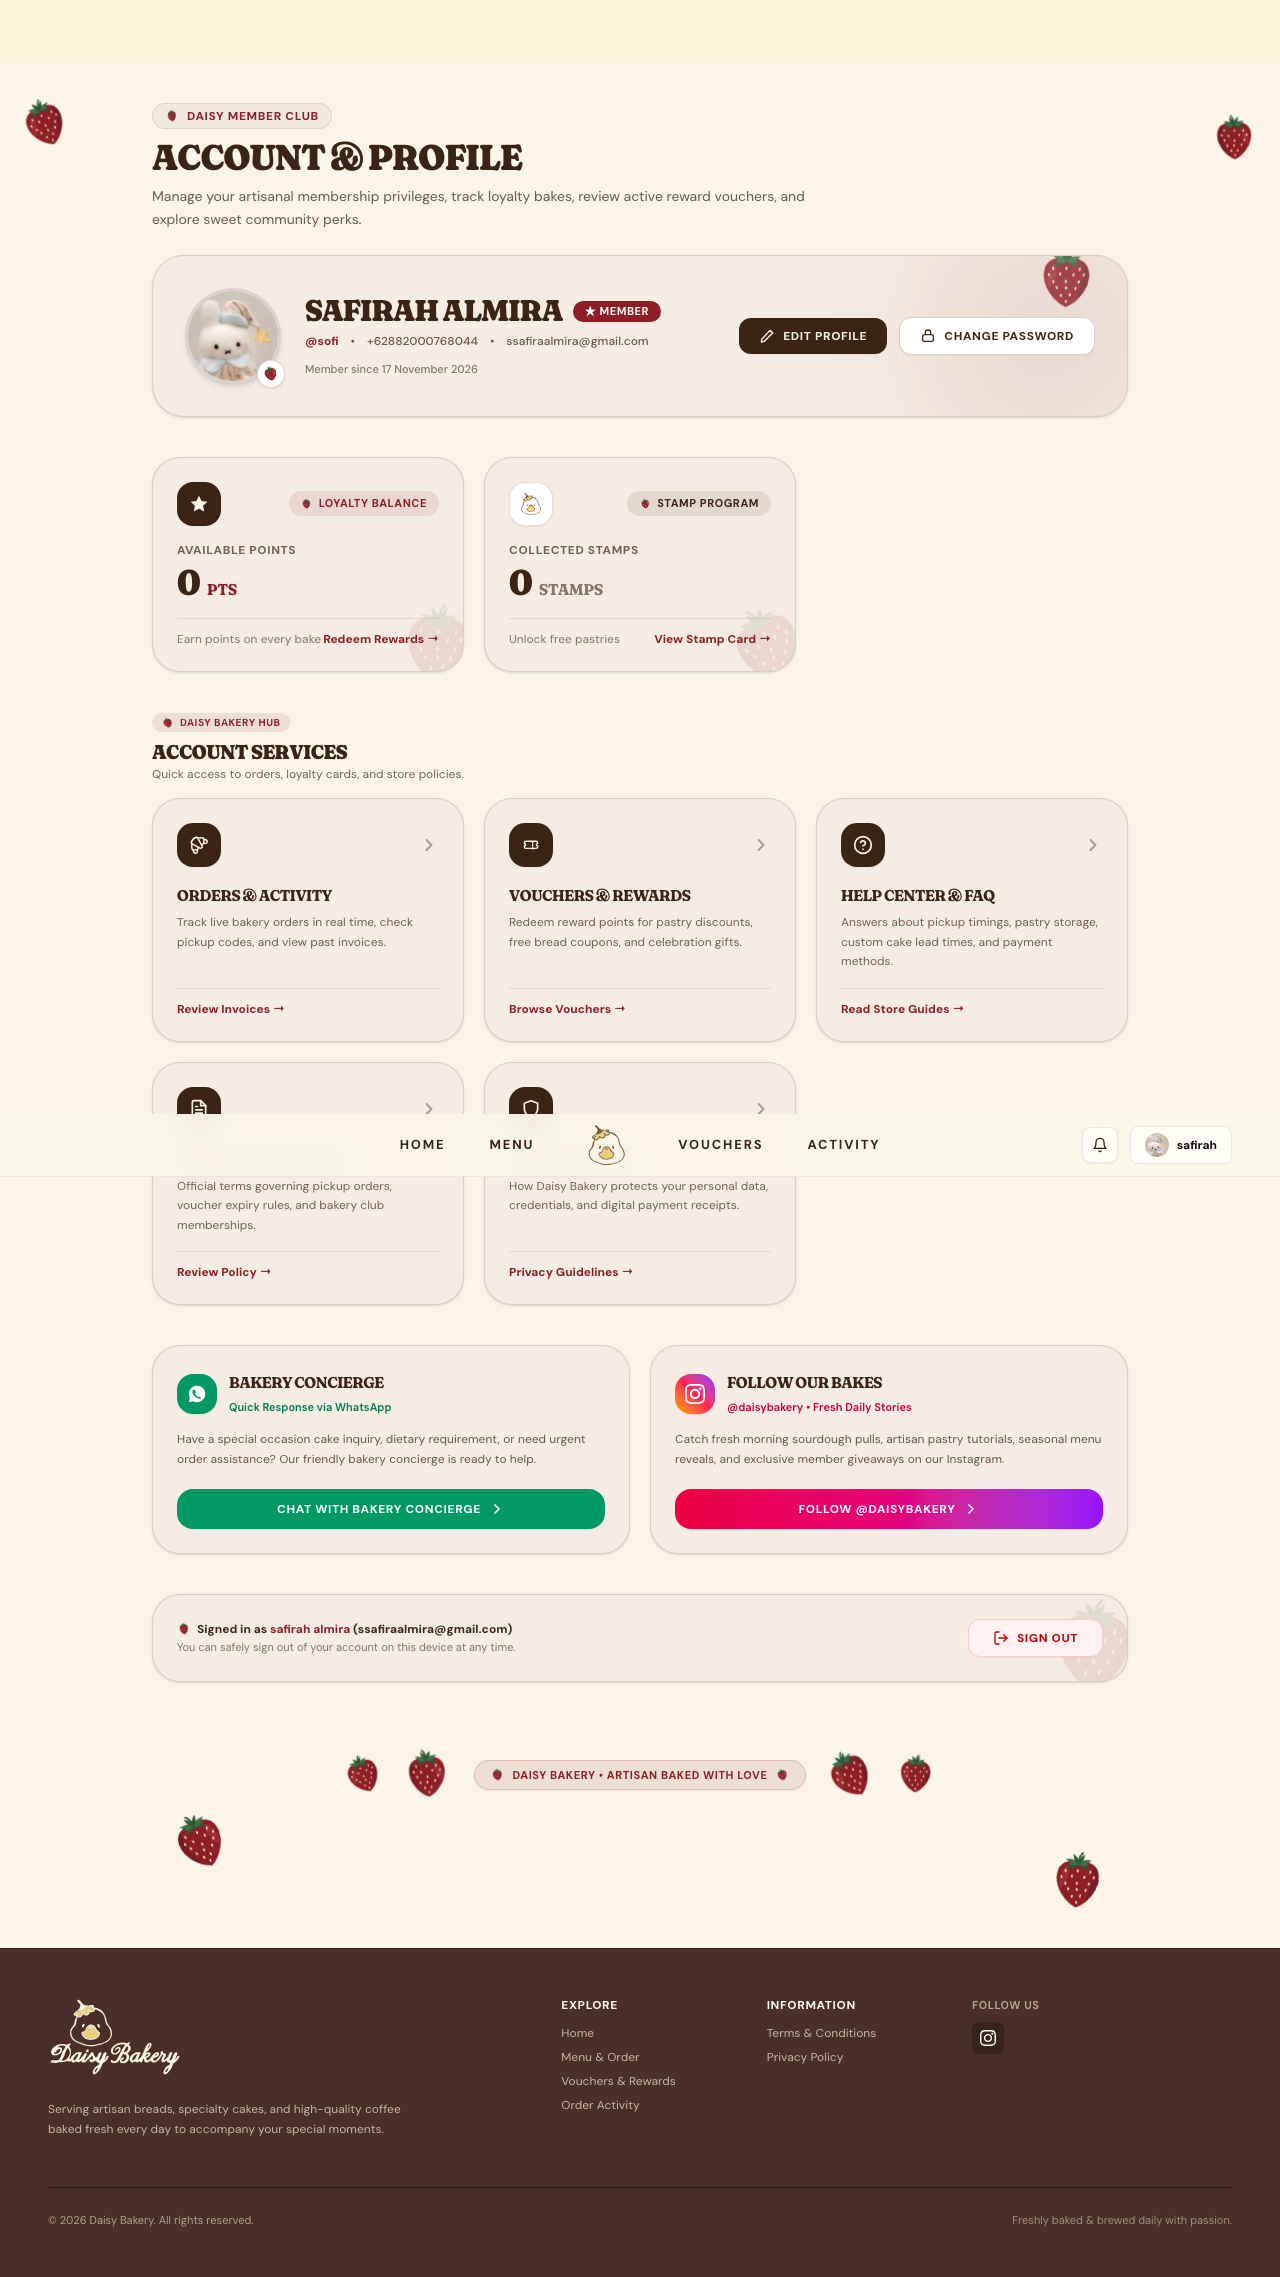 DAISY MEMBER CLUB
ACCOUNT & PROFILE
Manage your artisanal membership privileges, track loyalty bakes, review active reward vouchers, and
explore sweet community perks.
SAFIRAH ALMIRA ★ MEMBER
@sofi • +62882000768044 • ssafiraalmira@gmail.com
Member since 17 November 2026
EDIT PROFILE
CHANGE PASSWORD
LOYALTY BALANCE
AVAILABLE POINTS
0 PTS
Earn points on every bake Redeem Rewards →
STAMP PROGRAM
COLLECTED STAMPS
0 STAMPS
Unlock free pastries View Stamp Card →
DAISY BAKERY HUB
ACCOUNT SERVICES
Quick access to orders, loyalty cards, and store policies.
ORDERS & ACTIVITY
Track live bakery orders in real time, check
pickup codes, and view past invoices.
Review Invoices →
VOUCHERS & REWARDS
Redeem reward points for pastry discounts,
free bread coupons, and celebration gifts.
Browse Vouchers →
HELP CENTER & FAQ
Answers about pickup timings, pastry storage,
custom cake lead times, and payment
methods.
Read Store Guides →
HOME MENU VOUCHERS ACTIVITY safirah
Official terms governing pickup orders,
voucher expiry rules, and bakery club
memberships.
Review Policy →
How Daisy Bakery protects your personal data,
credentials, and digital payment receipts.
Privacy Guidelines →
BAKERY CONCIERGE
Quick Response via WhatsApp
Have a special occasion cake inquiry, dietary requirement, or need urgent
order assistance? Our friendly bakery concierge is ready to help.
CHAT WITH BAKERY CONCIERGE
FOLLOW OUR BAKES
@daisybakery • Fresh Daily Stories
Catch fresh morning sourdough pulls, artisan pastry tutorials, seasonal menu
reveals, and exclusive member giveaways on our Instagram.
FOLLOW @DAISYBAKERY
Signed in as safirah almira (ssafiraalmira@gmail.com)
You can safely sign out of your account on this device at any time.
SIGN OUT
DAISY BAKERY • ARTISAN BAKED WITH LOVE
Daisy Bakery
Serving artisan breads, specialty cakes, and high-quality coffee
baked fresh every day to accompany your special moments.
EXPLORE
Home
Menu & Order
Vouchers & Rewards
Order Activity
INFORMATION
Terms & Conditions
Privacy Policy
FOLLOW US
© 2026 Daisy Bakery. All rights reserved.
Freshly baked & brewed daily with passion.